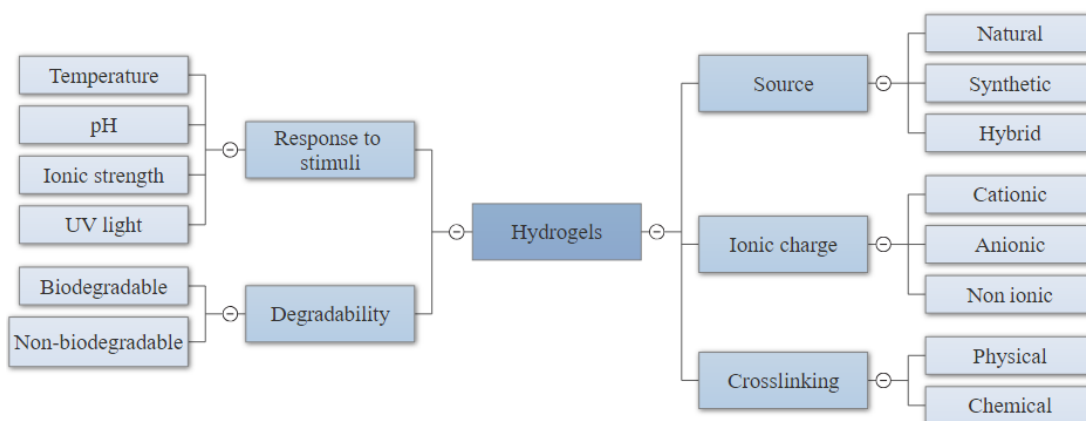 Temperature
pH
Ionic strength
UV light
Response to
stimuli
Biodegradable
Non-biodegradable
Degradability
Hydrogels
Source
Natural
Synthetic
Hybrid
Ionic charge
Cationic
Anionic
Non ionic
Crosslinking
Physical
Chemical